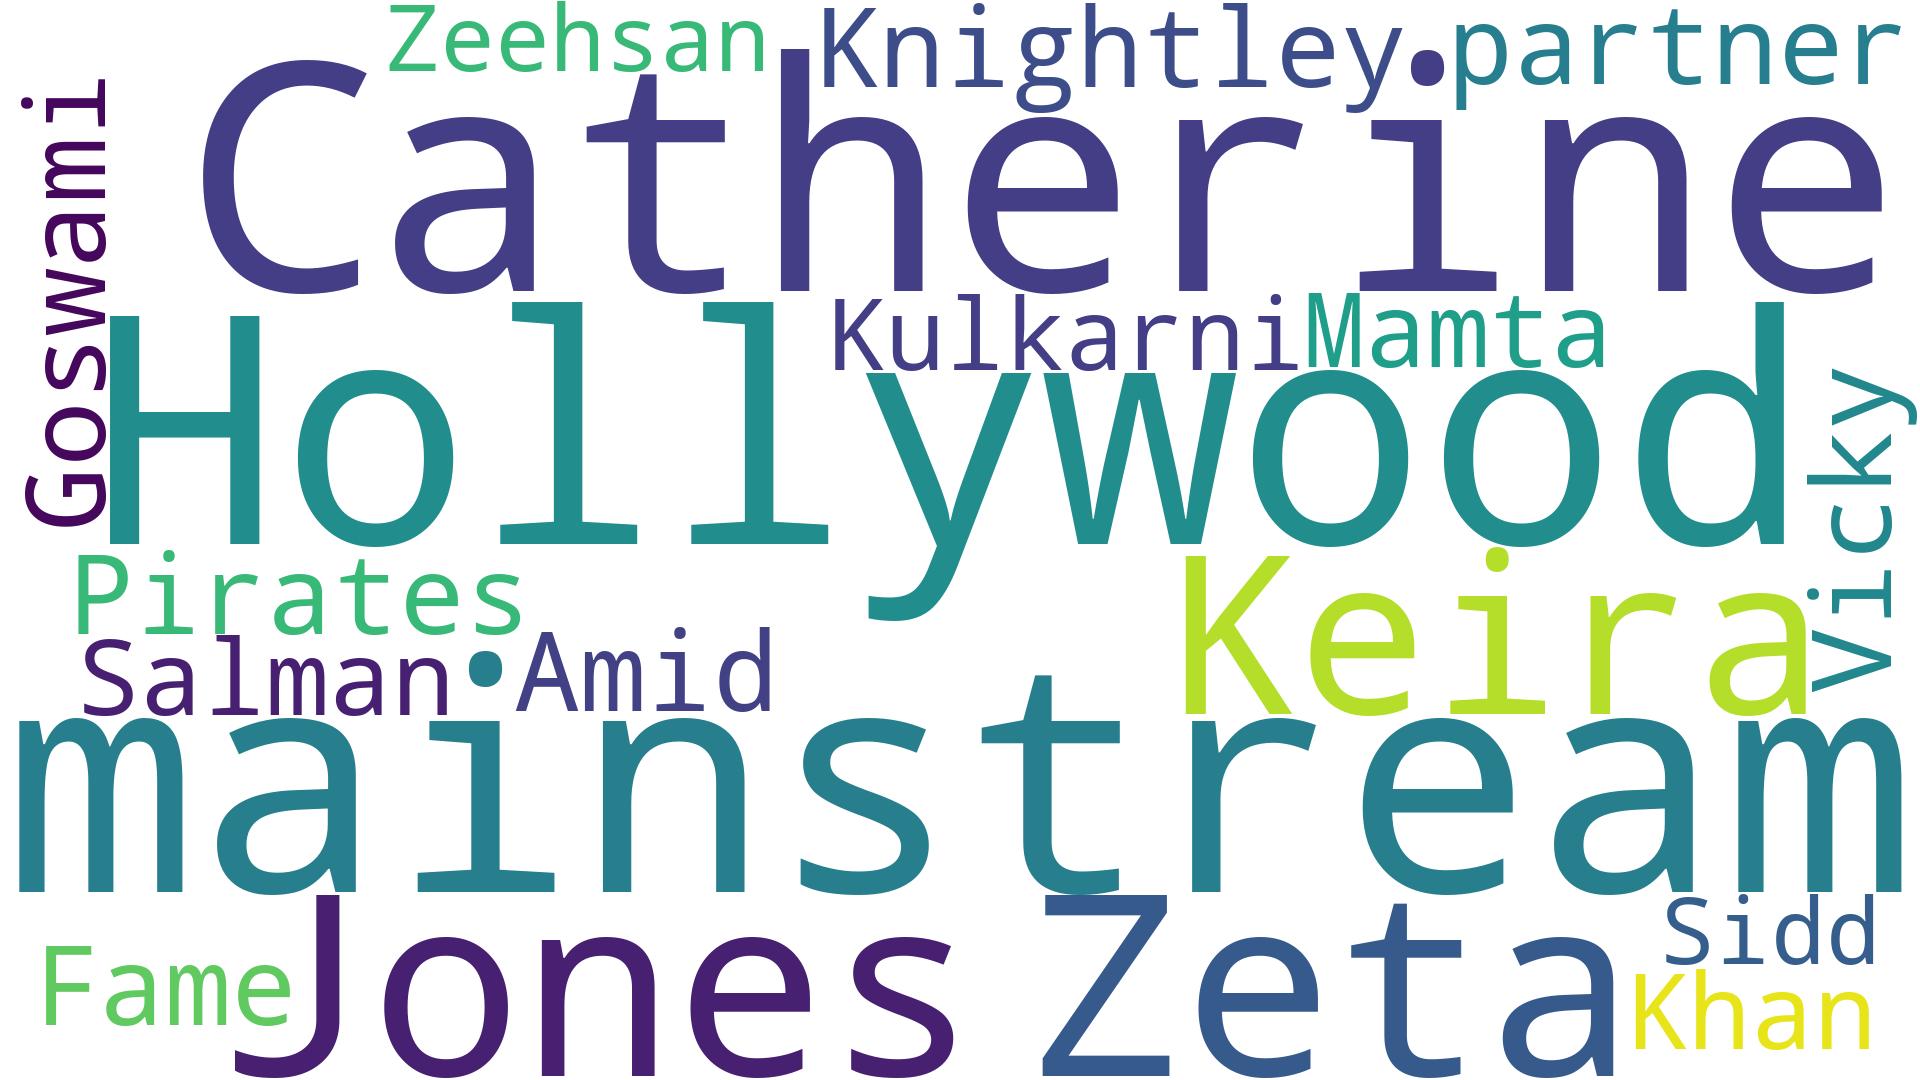 Zeehsan
Knightley
partner
Catherine
Goswami
Kulkarni
Mamta
Hollywood
Vicky
Pirates
Keira
Salman
Amid
mainstream
Jones
Zeta
Sidd
Fame
Khan